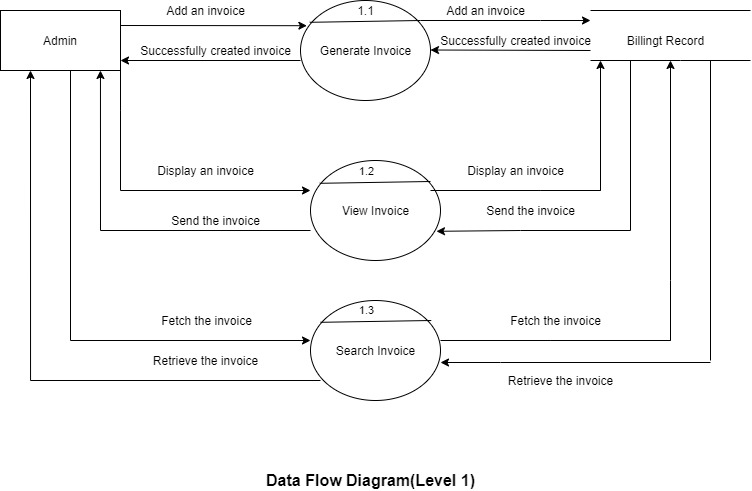 Add an invoice
1.1
Add an invoice
Admin
Successfully created invoice
Generate Invoice
Successfully created invoice
Billingt Record
Display an invoice
1.2
Display an invoice
Send the invoice
View Invoice
Send the invoice
1.3
Fetch the invoice
Fetch the invoice
Retrieve the invoice
Search Invoice
Retrieve the invoice
Data Flow Diagram(Level 1)